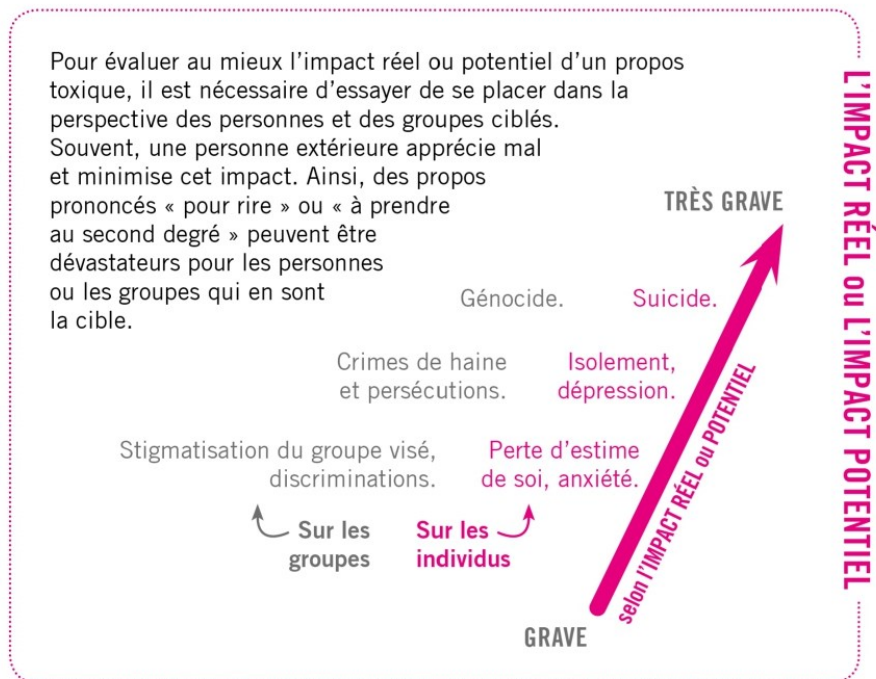 Pour évaluer au mieux l’impact réel ou potentiel d’un propos
toxique, il est nécessaire d’essayer de se placer dans la
perspective des personnes et des groupes ciblés.
Souvent, une personne extérieure apprécie mal
et minimise cet impact. Ainsi, des propos
prononcés « pour rire » ou « à prendre
au second degré » peuvent être
dévastateurs pour les personnes
ou les groupes qui en sont
la cible.
TRÈS GRAVE
Génocide.
Suicide.
Crimes de haine
et persécutions.
Isolement,
dépression.
Stigmatisation du groupe visé,
discriminations.
Perte d’estime
de soi, anxiété.
Sur les
groupes
Sur les
individus
selon l’IMPACT RÉEL ou POTENTIEL
GRAVE
L’IMPACT RÉEL ou L’IMPACT POTENTIEL